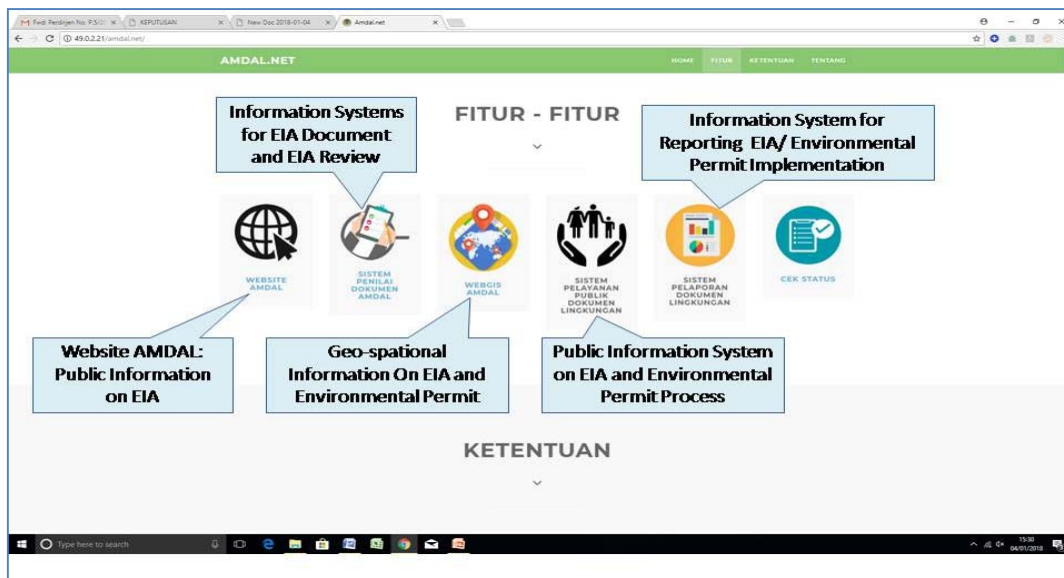 Fwd: Perdirjen No: P.5/20
KEPUTUSAN
New Doc 2018-01-04
Amdal.net
49.0.2.21/amdal.net/
AMDAL.NET
HOME
FITUR
KETENTUAN
TENTANG
FITUR - FITUR
Information Systems
for EIA Document
and EIA Review
Information System for
Reporting EIA/ Environmental
Permit Implementation
WEBSITE
AMDAL
SISTEM
PENILAI
DOKUMEN
AMDAL
WEBGIS
AMDAL
SISTEM
PELAYANAN
PUBLIK
DOKUMEN
LINGKUNGAN
SISTEM
PELAPORAN
DOKUMEN
LINGKUNGAN
CEK STATUS
Website AMDAL:
Public Information
on EIA
Geo-spational
Information On EIA and
Environmental Permit
Public Information System
on EIA and Environmental
Permit Process
KETENTUAN
Type here to search
15:30
04/01/2018